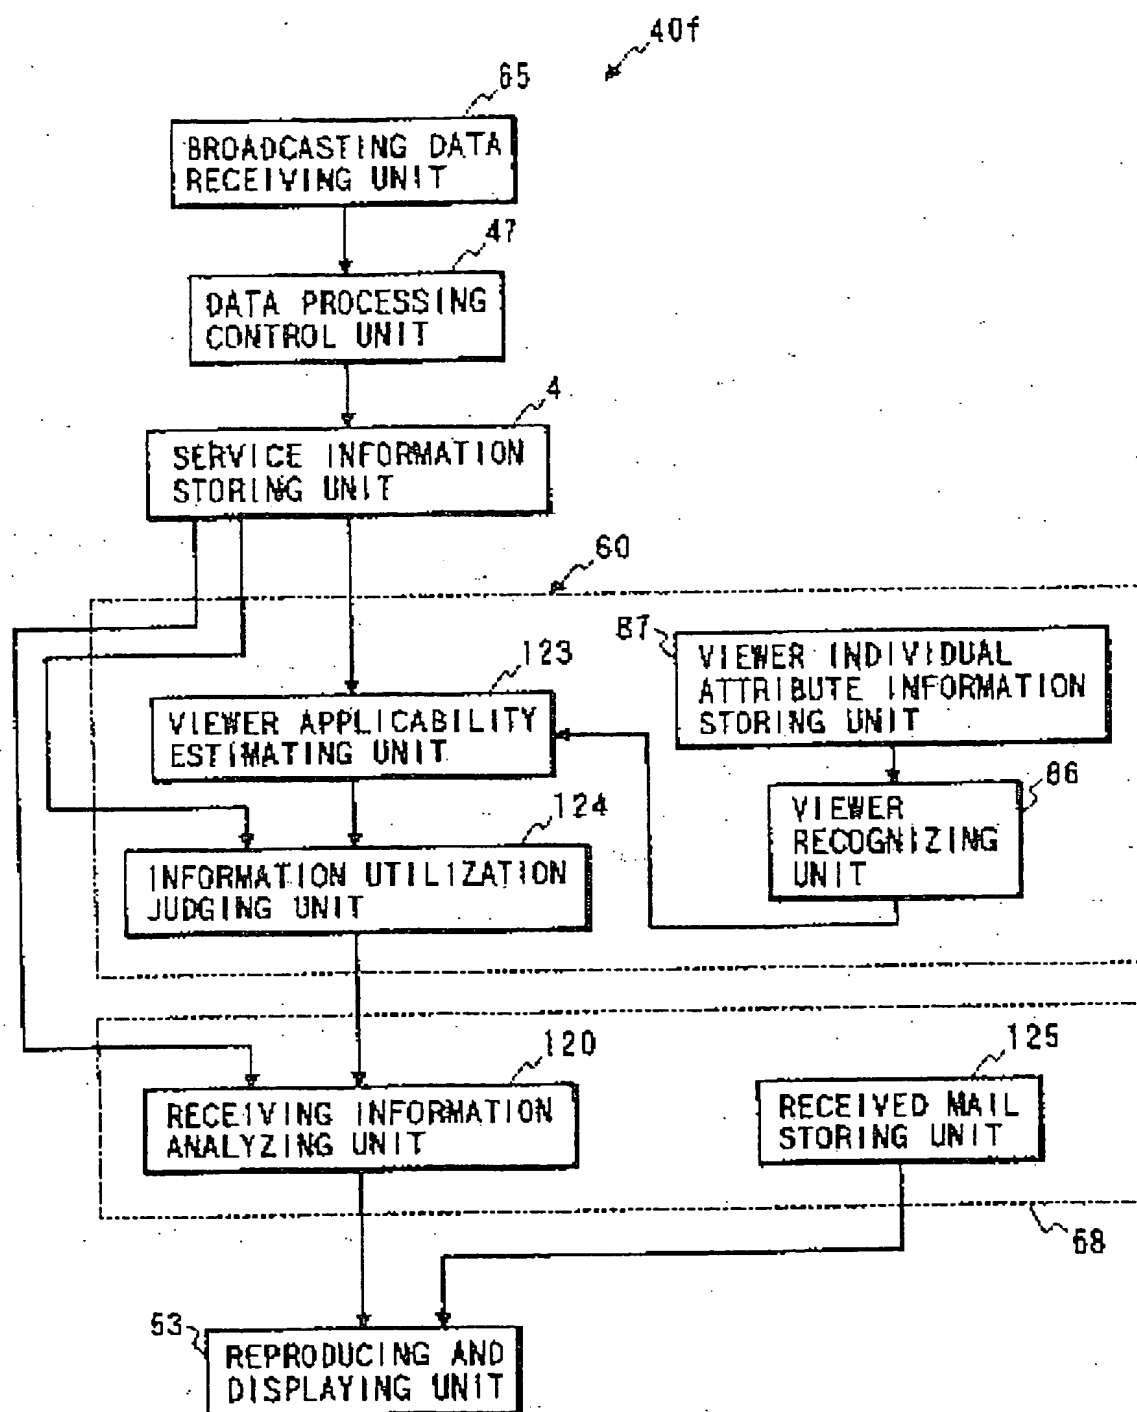 40f
65
BROADCASTING DATA
RECEIVING UNIT
47
DATA PROCESSING
CONTROL UNIT
4
SERVICE INFORMATION
STORING UNIT
60
87
VIEWER INDIVIDUAL
ATTRIBUTE INFORMATION
STORING UNIT
123
VIEWER APPLICABILITY
ESTIMATING UNIT
86
VIEWER
RECOGNIZING
UNIT
124
INFORMATION UTILIZATION
JUDGING UNIT
120
RECEIVING INFORMATION
ANALYZING UNIT
125
RECEIVED MAIL
STORING UNIT
68
53
REPRODUCING AND
DISPLAYING UNIT